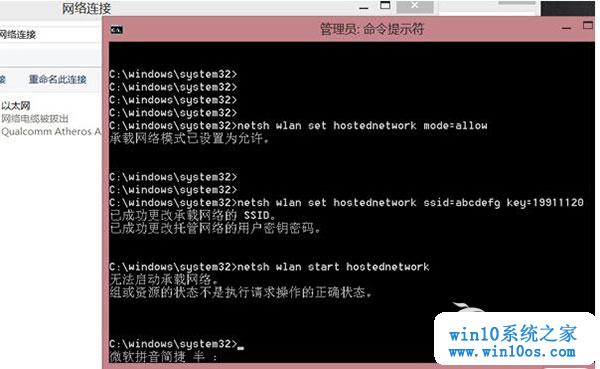 网络连接
网络连接
接
重命名此连接
以太网
网络电缆被拔出
Qualcomm Atheros A
管理员: 命令提示符
C:\windows\system32>
C:\windows\system32>
C:\windows\system32>
C:\windows\system32>
C:\windows\system32>netsh wlan set hostednetwork mode=allow
承载网络模式已设置为允许。
C:\windows\system32>
C:\windows\system32>
C:\windows\system32>netsh wlan set hostednetwork ssid=abcdefg key=19911120
已成功更改承载网络的 SSID。
已成功更改托管网络的用户密钥密码。
C:\windows\system32>netsh wlan start hostednetwork
无法启动承载网络。
组或资源的状态不是执行请求操作的正确状态。
C:\windows\system32>
微软拼音简捷 半 :
win10系统之家
www.win10os.com